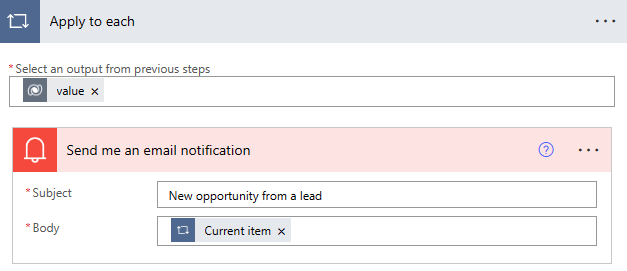 Apply to each
* Select an output from previous steps
value ×
Send me an email notification
* Subject New opportunity from a lead
* Body Current item ×